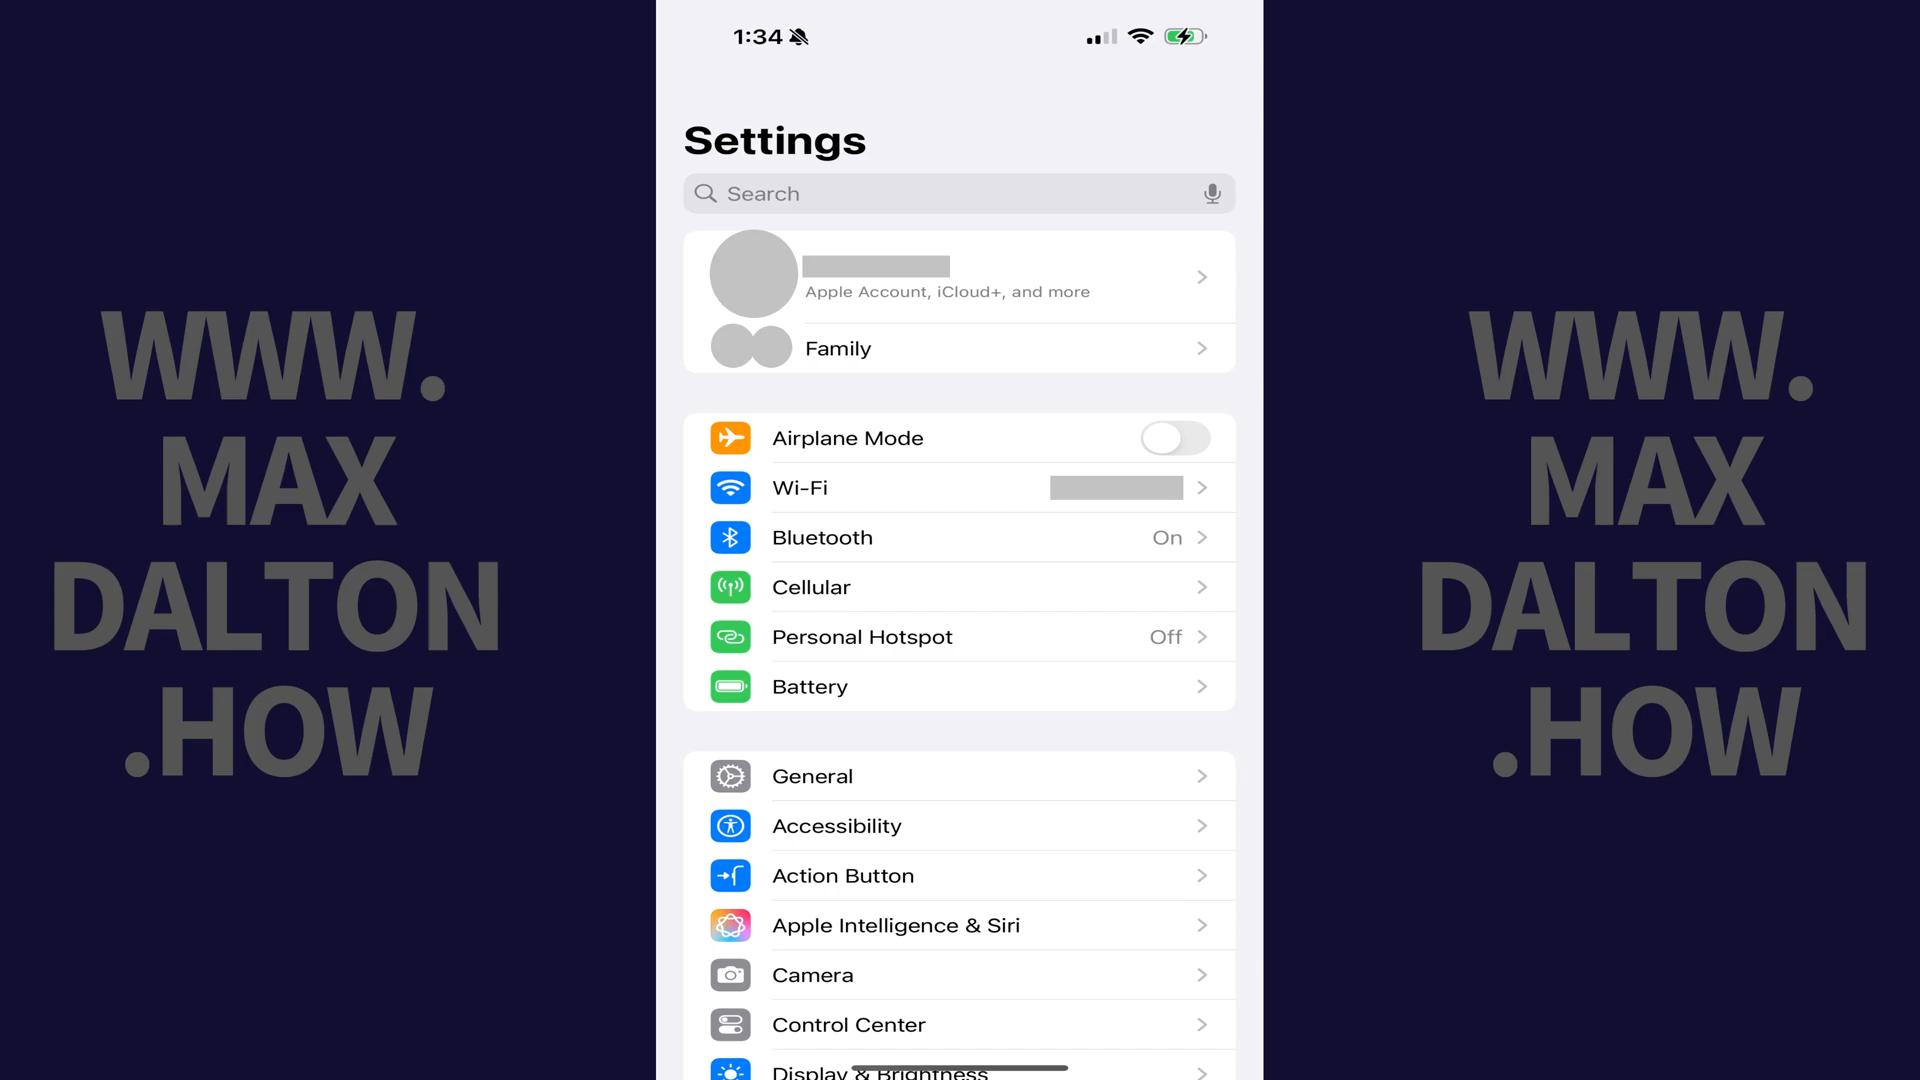 WWW.
MAX
DALTON
.HOW
1:34
Settings
Search
Apple Account, iCloud+, and more
Family
Airplane Mode
Wi-Fi
Bluetooth On
Cellular
Personal Hotspot Off
Battery
General
Accessibility
Action Button
Apple Intelligence & Siri
Camera
Control Center
Display & Brightness
WWW.
MAX
DALTON
.HOW